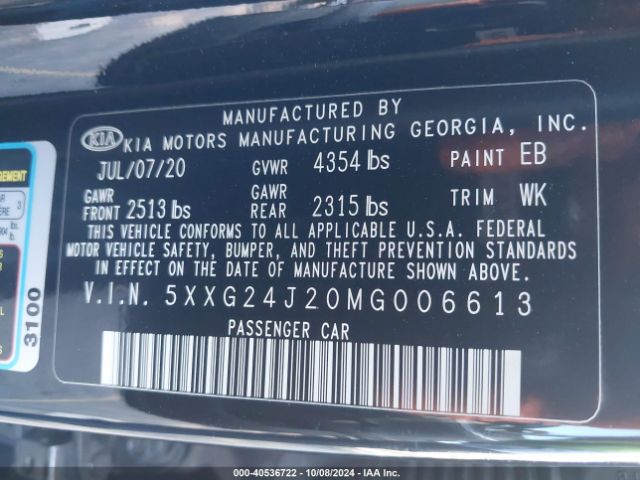 MANUFACTURED BY
KIA KIA MOTORS MANUFACTURING GEORGIA, INC.
JUL/07/20 GVWR 4354 lbs PAINT EB
GAWR FRONT 2513 lbs GAWR REAR 2315 lbs TRIM WK
THIS VEHICLE CONFORMS TO ALL APPLICABLE U.S.A. FEDERAL
MOTOR VEHICLE SAFETY, BUMPER, AND THEFT PREVENTION STANDARDS
IN EFFECT ON THE DATE OF MANUFACTURE SHOWN ABOVE.
V.I.N. 5XXG24J20MG006613
PASSENGER CAR
3100
000-40536722 - 10/08/2024 - IAA Inc.